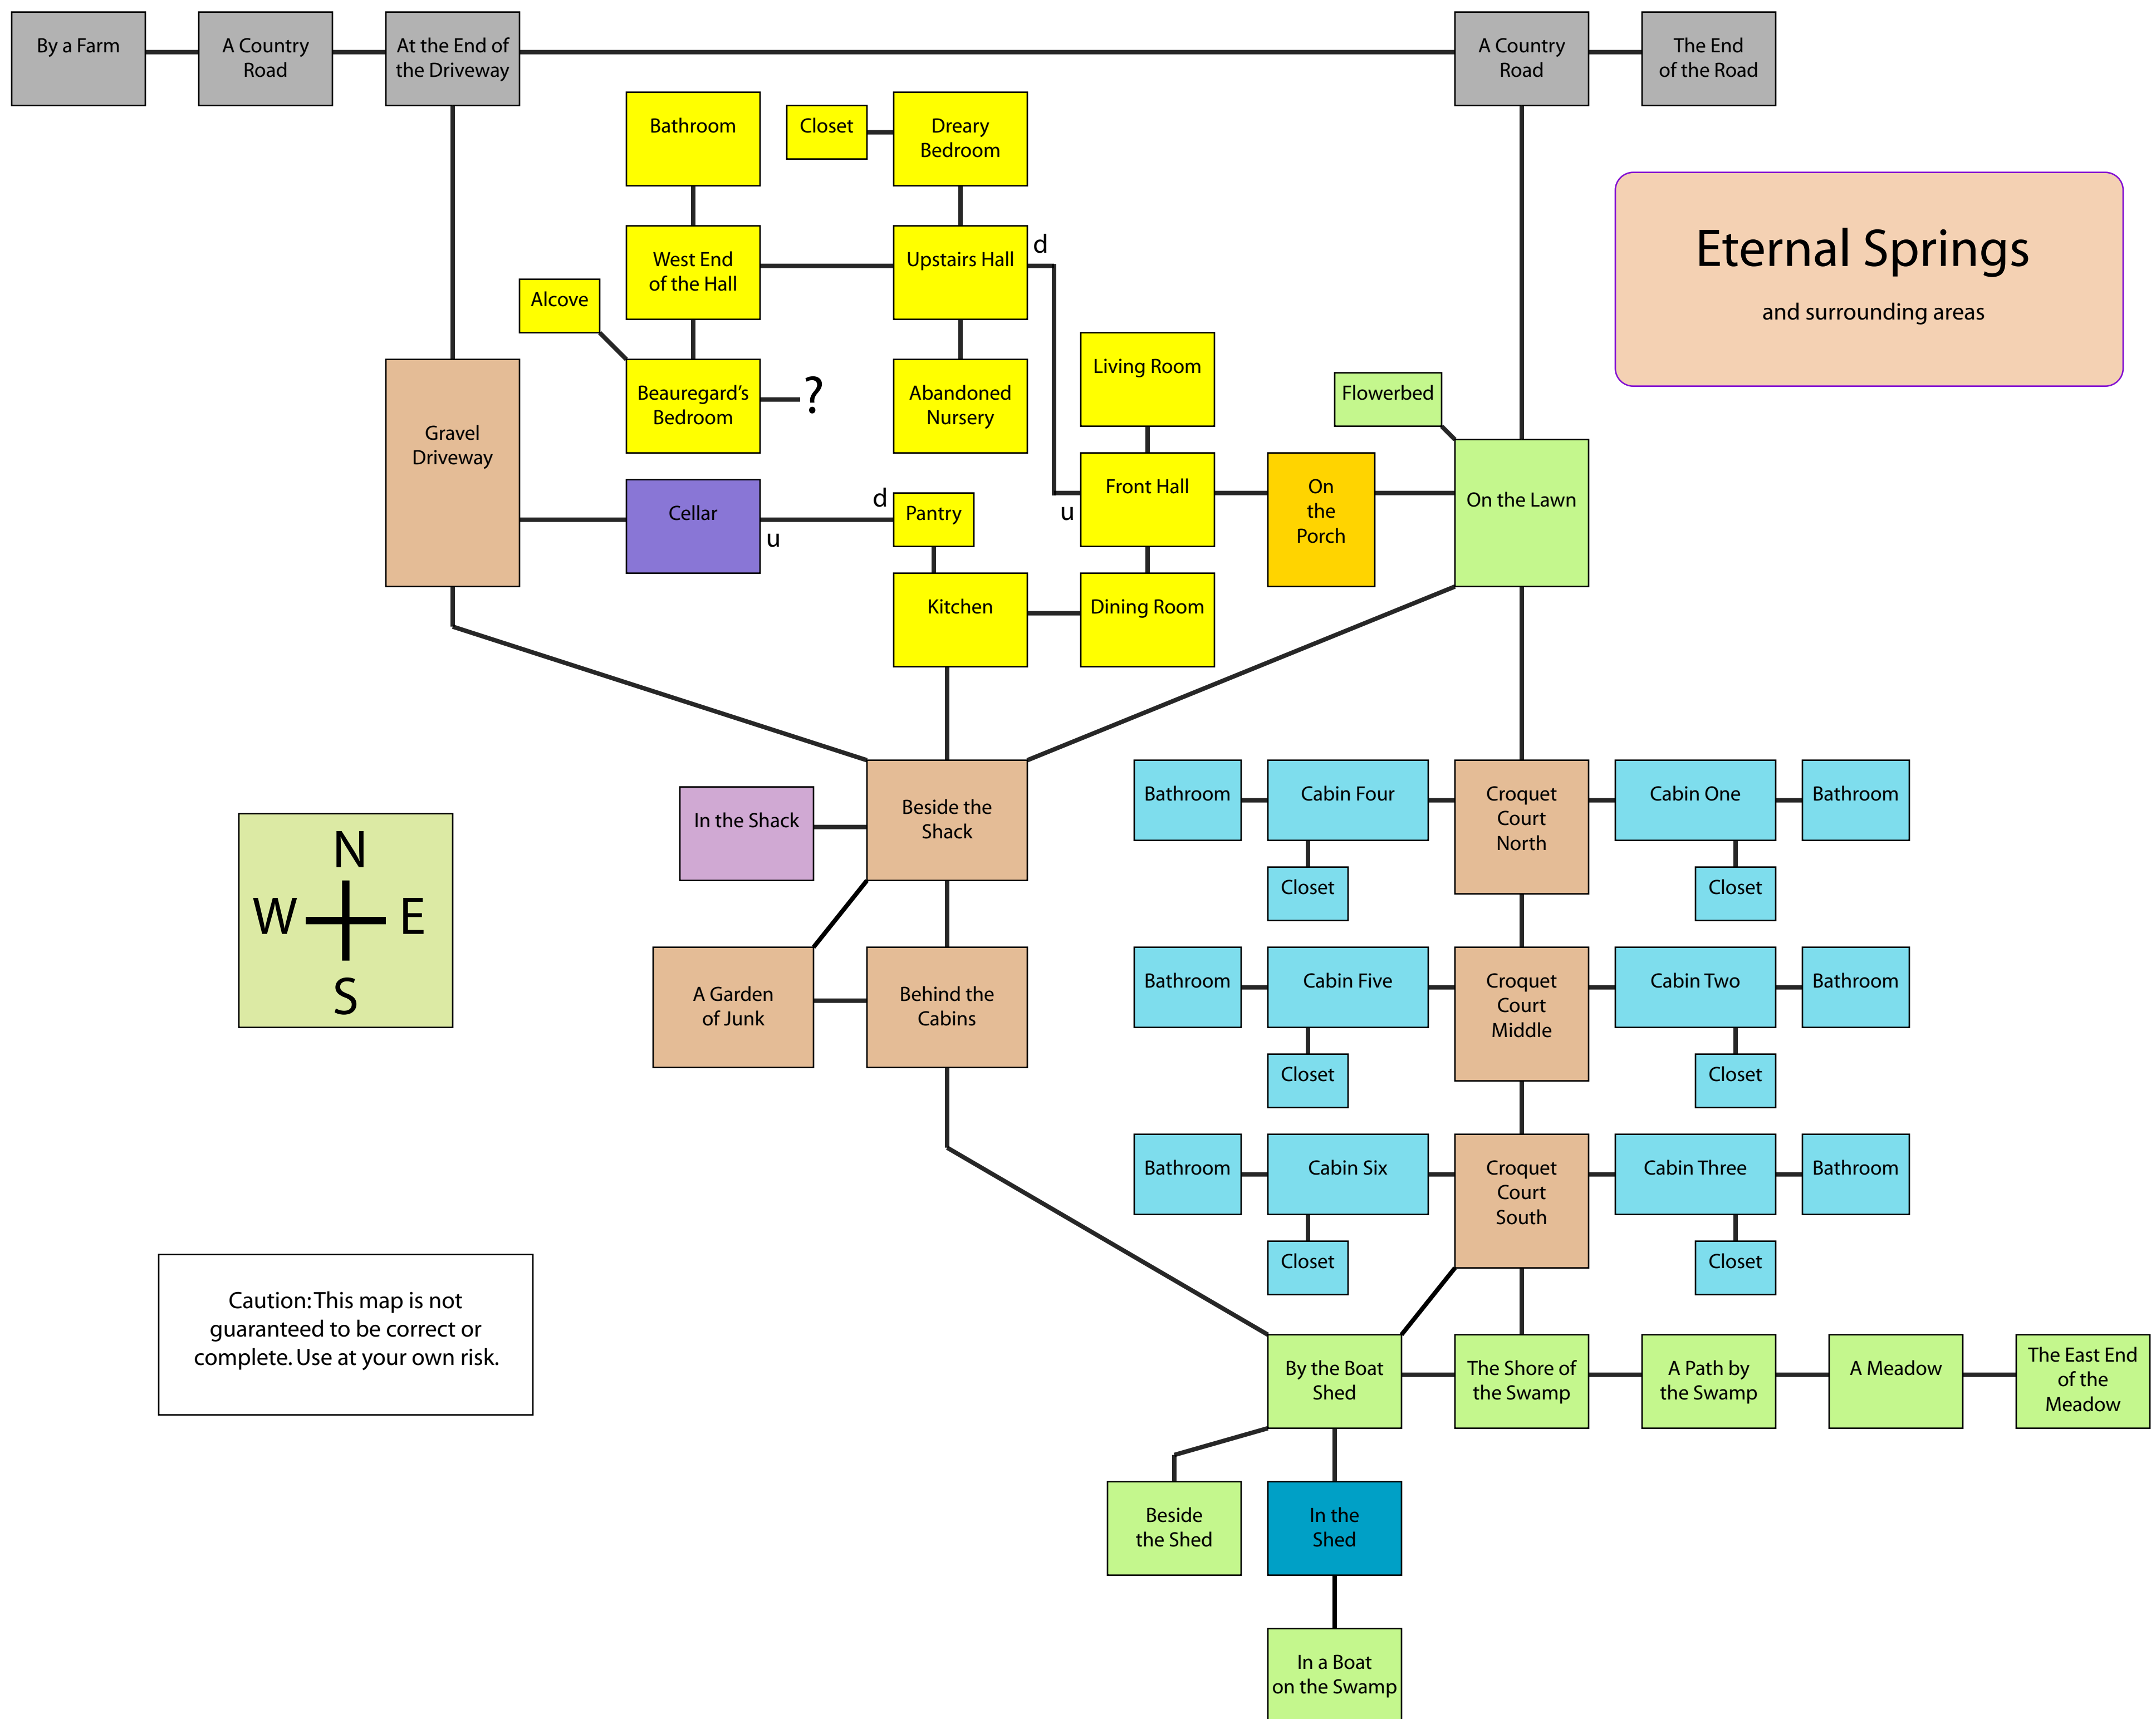 By a Farm
A Country
Road
At the End of
the Driveway
A Country
Road
The End
of the Road
Bathroom
Closet
Dreary
Bedroom
Eternal Springs
and surrounding areas
West End
of the Hall
Upstairs Hall
d
Alcove
Living Room
Beauregard's
Bedroom
?
Abandoned
Nursery
Flowerbed
Gravel
Driveway
Cellar
u
d
Pantry
u
Front Hall
On
the
Porch
On the Lawn
Kitchen
Dining Room
In the Shack
Beside the
Shack
Bathroom
Cabin Four
Croquet
Court
North
Cabin One
Bathroom
Closet
Closet
N
W
E
S
A Garden
of Junk
Behind the
Cabins
Bathroom
Cabin Five
Croquet
Court
Middle
Cabin Two
Bathroom
Closet
Closet
Bathroom
Cabin Six
Croquet
Court
South
Cabin Three
Bathroom
Closet
Closet
Caution: This map is not
guaranteed to be correct or
complete. Use at your own risk.
By the Boat
Shed
The Shore of
the Swamp
A Path by
the Swamp
A Meadow
The East End
of the
Meadow
Beside
the Shed
In the
Shed
In a Boat
on the Swamp